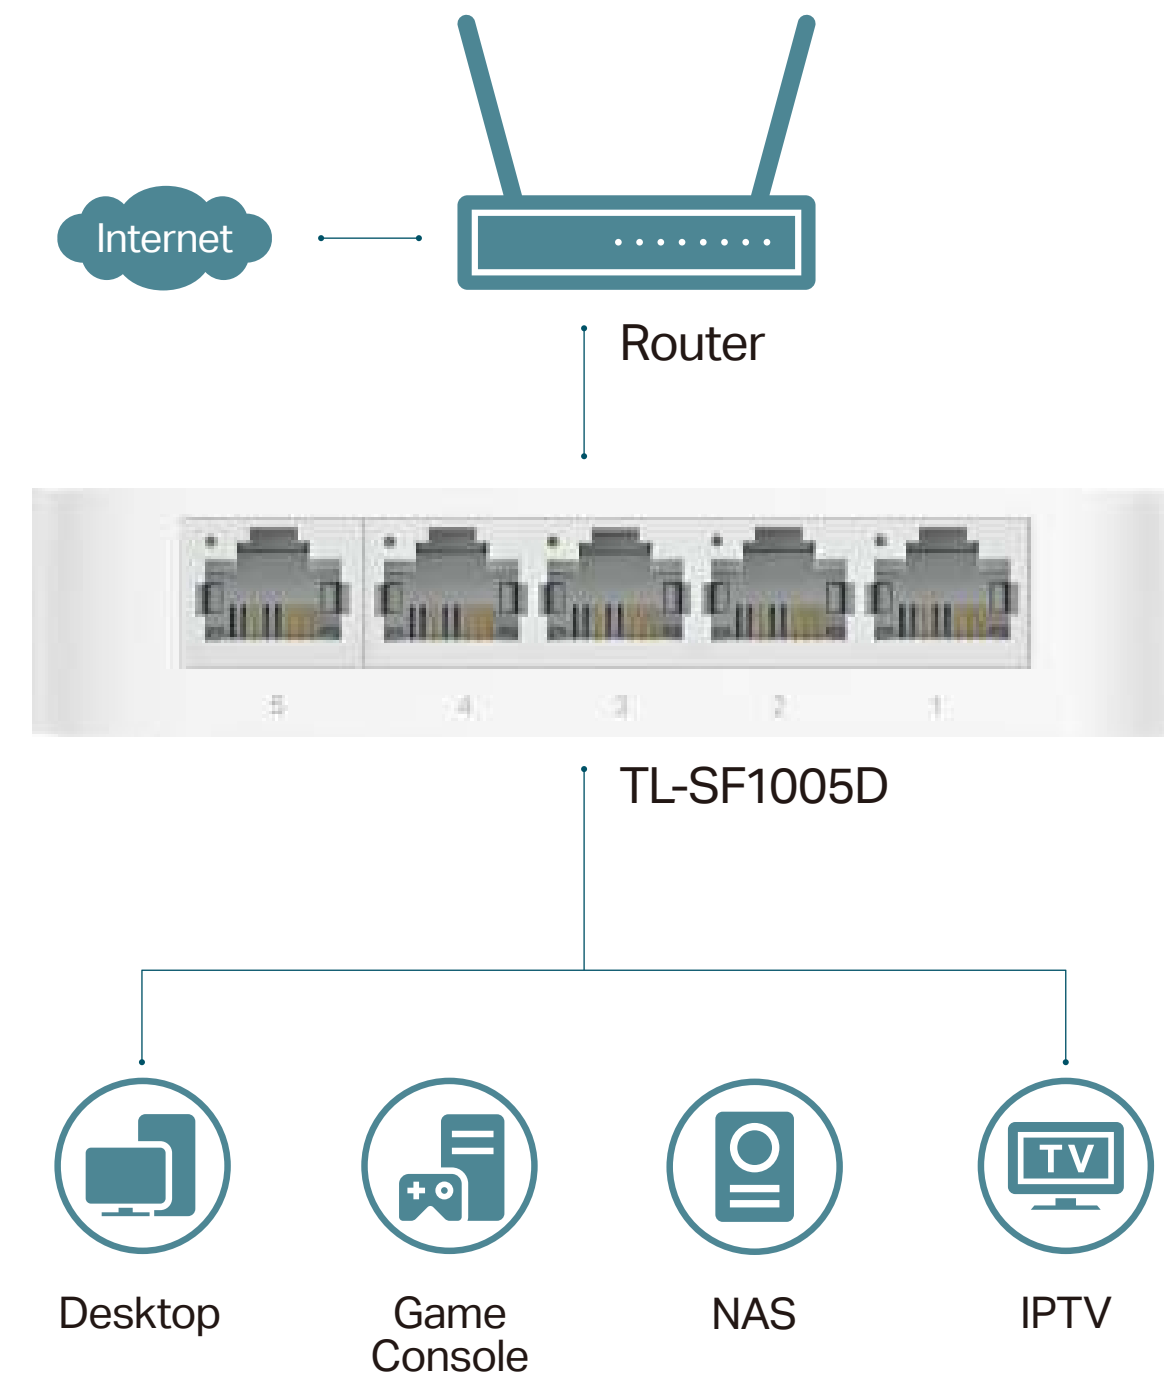 Internet
Router
5 4 3 2 1
TL-SF1005D
Desktop
Game
Console
NAS
IPTV
TV